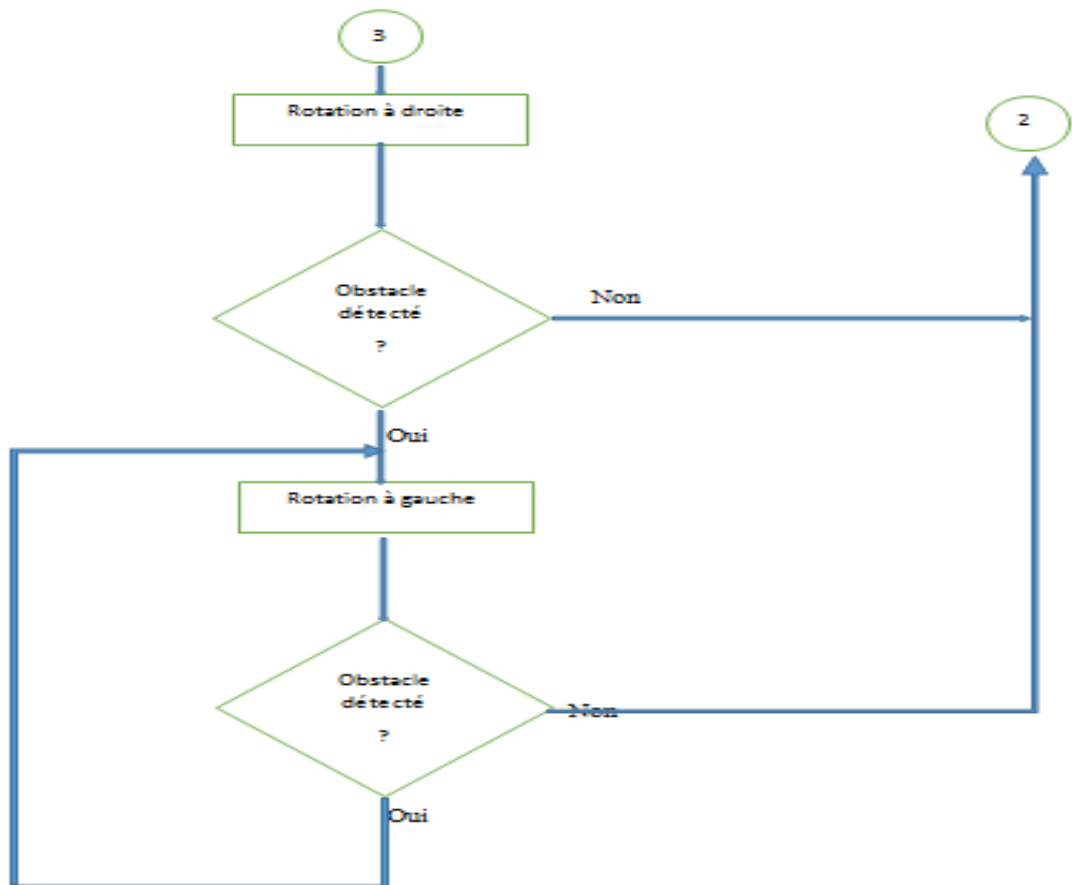 3
Rotation à droite
2
Obstacle
détecté
?
Non
Oui
Rotation à gauche
Obstacle
détecté
?
Non
Oui